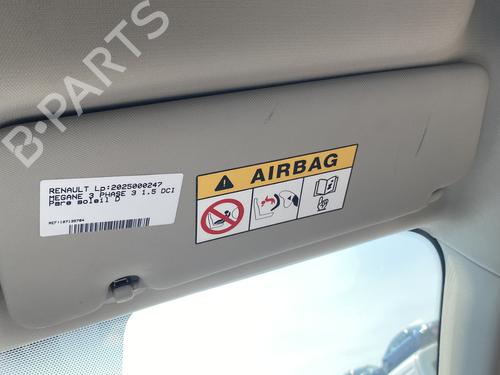 B-PARTS
RENAULT Lp:2025000247
MEGANE 3 PHASE 3 1.5 DCI
Pare soleil D
AIRBAG